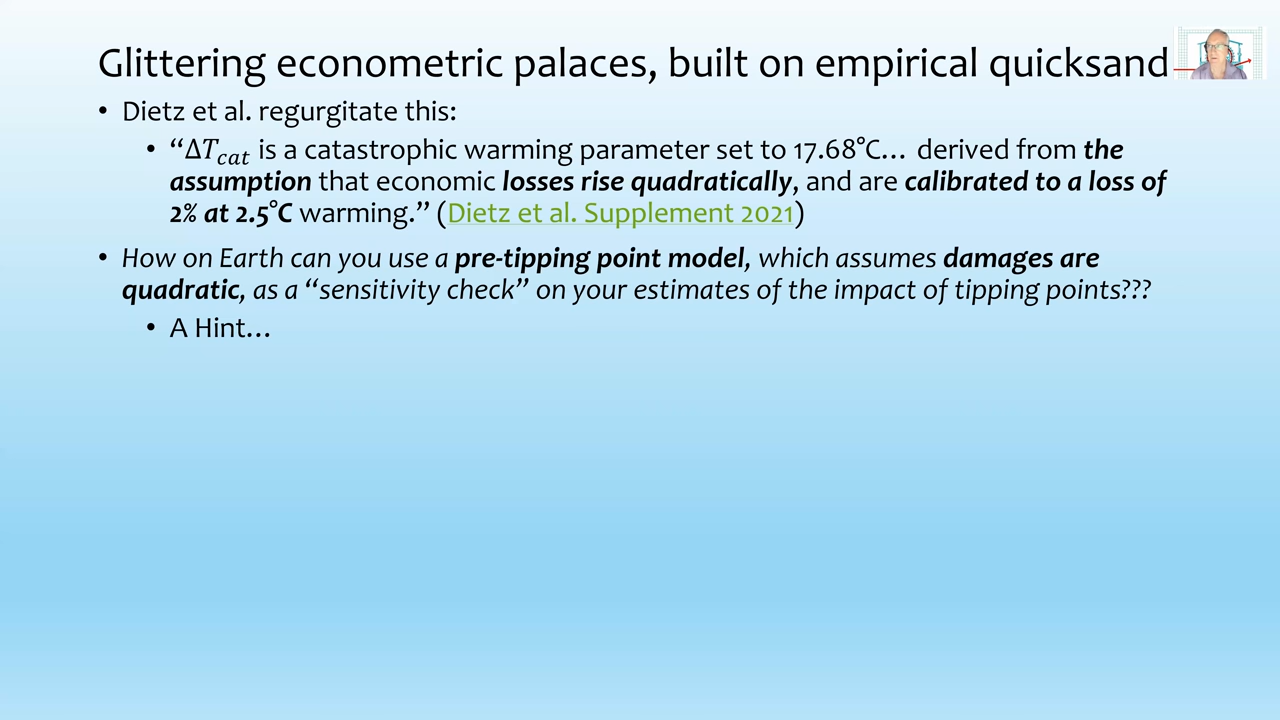 Glittering econometric palaces, built on empirical quicksand
• Dietz et al. regurgitate this:
• “Δ𝑇𝑐𝑎𝑡 is a catastrophic warming parameter set to 17.68°C… derived from the
assumption that economic losses rise quadratically, and are calibrated to a loss of
2% at 2.5°C warming.” (Dietz et al. Supplement 2021)
• How on Earth can you use a pre-tipping point model, which assumes damages are
quadratic, as a “sensitivity check” on your estimates of the impact of tipping points???
• A Hint…